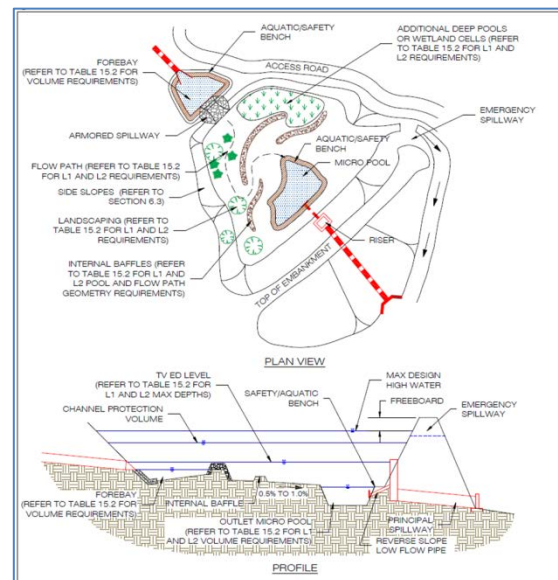 AQUATIC/SAFETY
BENCH
ADDITIONAL DEEP POOLS
OR WETLAND CELLS (REFER
TO TABLE 15.2 FOR L1 AND
L2 REQUIREMENTS)
FOREBAY
(REFER TO TABLE 15.2 FOR
VOLUME REQUIREMENTS)
ACCESS ROAD
EMERGENCY
SPILLWAY
ARMORED SPILLWAY
AQUATIC/SAFETY
BENCH
MICRO POOL
FLOW PATH (REFER TO TABLE 15.2
FOR L1 AND L2 REQUIREMENTS)
SIDE SLOPES (REFER TO
SECTION 6.3)
LANDSCAPING (REFER TO
TABLE 15.2 FOR L1 AND L2
REQUIREMENTS)
RISER
INTERNAL BAFFLES (REFER
TO TABLE 15.2 FOR L1 AND
L2 POOL AND FLOW PATH
GEOMETRY REQUIREMENTS)
TOP OF EMBANKMENT
PLAN VIEW
TV ED LEVEL
(REFER TO TABLE 15.2 FOR
L1 AND L2 MAX DEPTHS)
SAFETY/AQUATIC
BENCH
MAX DESIGN
HIGH WATER
FREEBOARD
EMERGENCY
SPILLWAY
CHANNEL PROTECTION
VOLUME
FOREBAY
(REFER TO TABLE 15.2 FOR
VOLUME REQUIREMENTS)
INTERNAL BAFFLE
0.5% TO 1.0%
OUTLET MICRO POOL
(REFER TO TABLE 15.2 FOR L1
AND L2 VOLUME REQUIREMENTS)
PRINCIPAL
SPILLWAY
REVERSE SLOPE
LOW FLOW PIPE
PROFILE